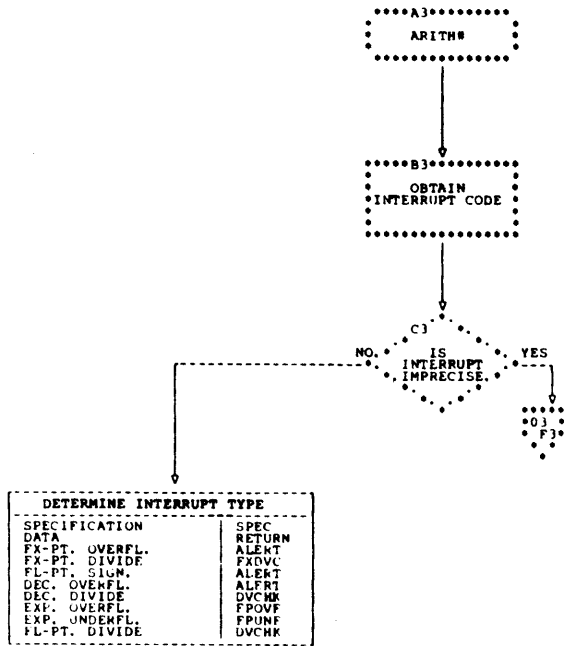 A3
ARITH#
B3
OBTAIN
INTERRUPT CODE
C3
NO. IS YES
INTERRUPT
IMPRECISE.
03
F3
DETERMINE INTERRUPT TYPE
SPECIFICATION SPEC
DATA RETURN
FX-PT. OVERFL. ALERT
FX-PT. DIVIDE FXDVC
FL-PT. SIGN. ALERT
DEC. OVERFL. ALERT
DEC. DIVIDE DVCHK
EXP. OVERFL. FPOVF
EXP. UNDERFL. FPUNF
FL-PT. DIVIDE DVCHK